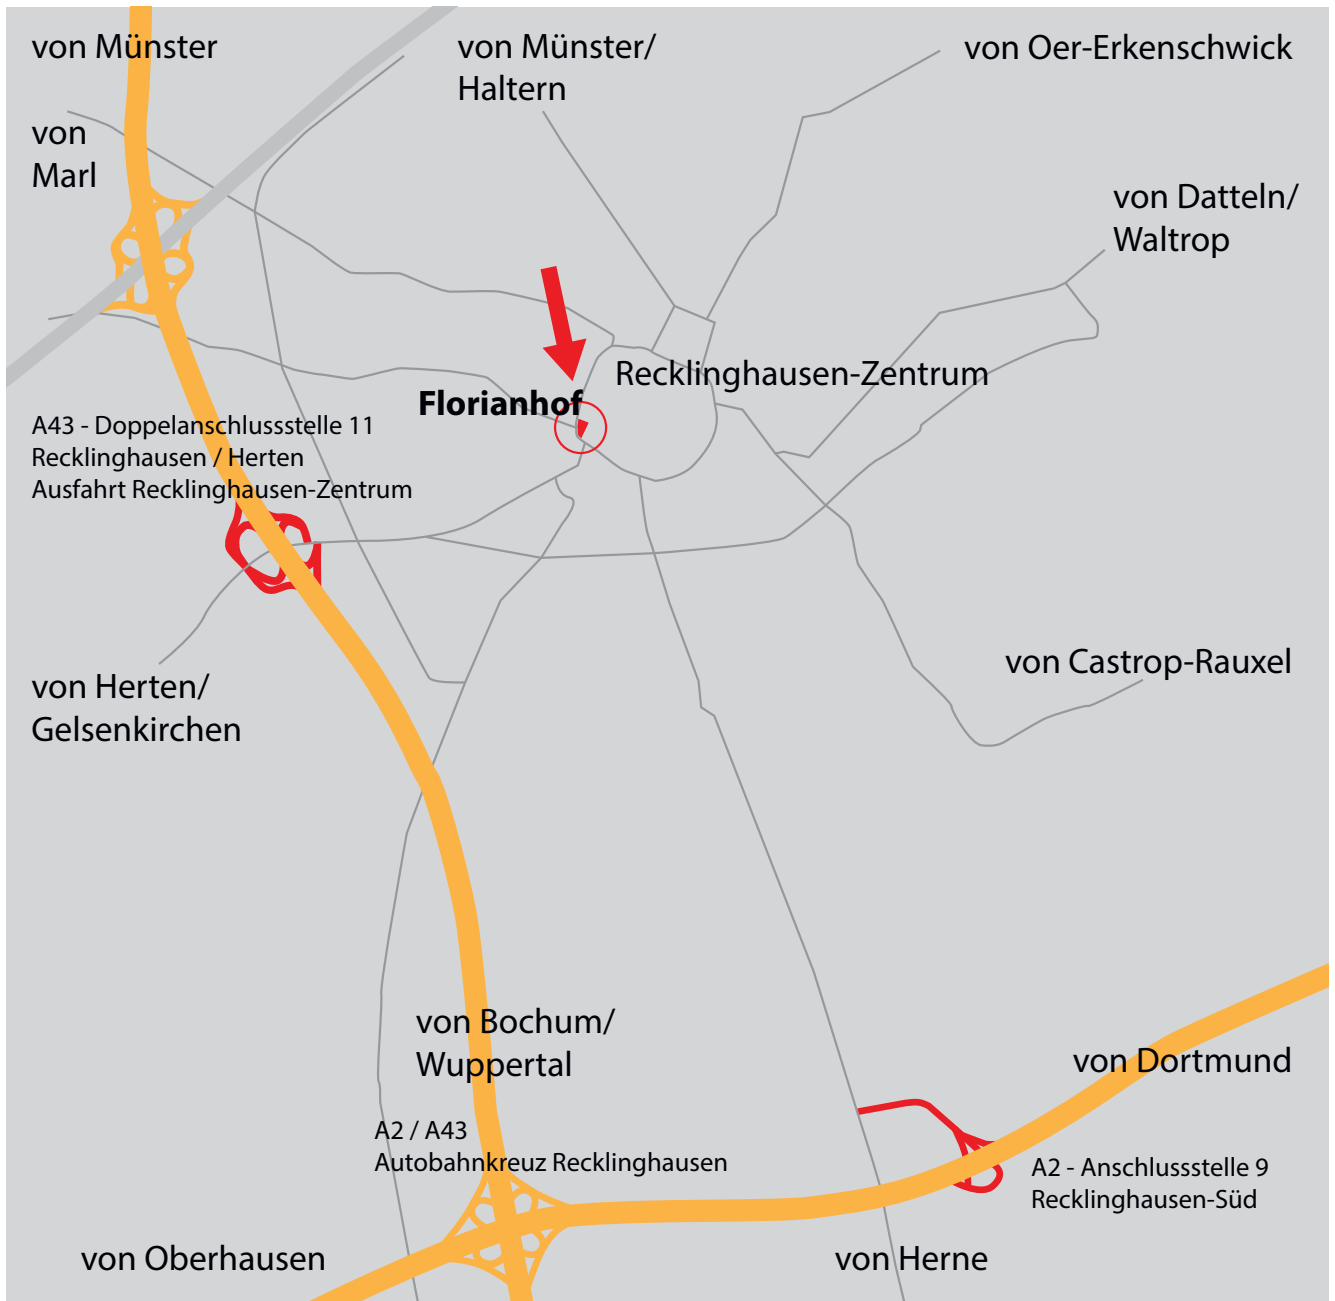 von Münster
von Münster/
Haltern
von Oer-Erkenschwick
von
Marl
von Datteln/
Waltrop
Recklinghausen-Zentrum
Florianhof
A43 - Doppelanschlussstelle 11
Recklinghausen / Herten
Ausfahrt Recklinghausen-Zentrum
von Castrop-Rauxel
von Herten/
Gelsenkirchen
von Bochum/
Wuppertal
von Dortmund
A2 / A43
Autobahnkreuz Recklinghausen
A2 - Anschlussstelle 9
Recklinghausen-Süd
von Oberhausen
von Herne